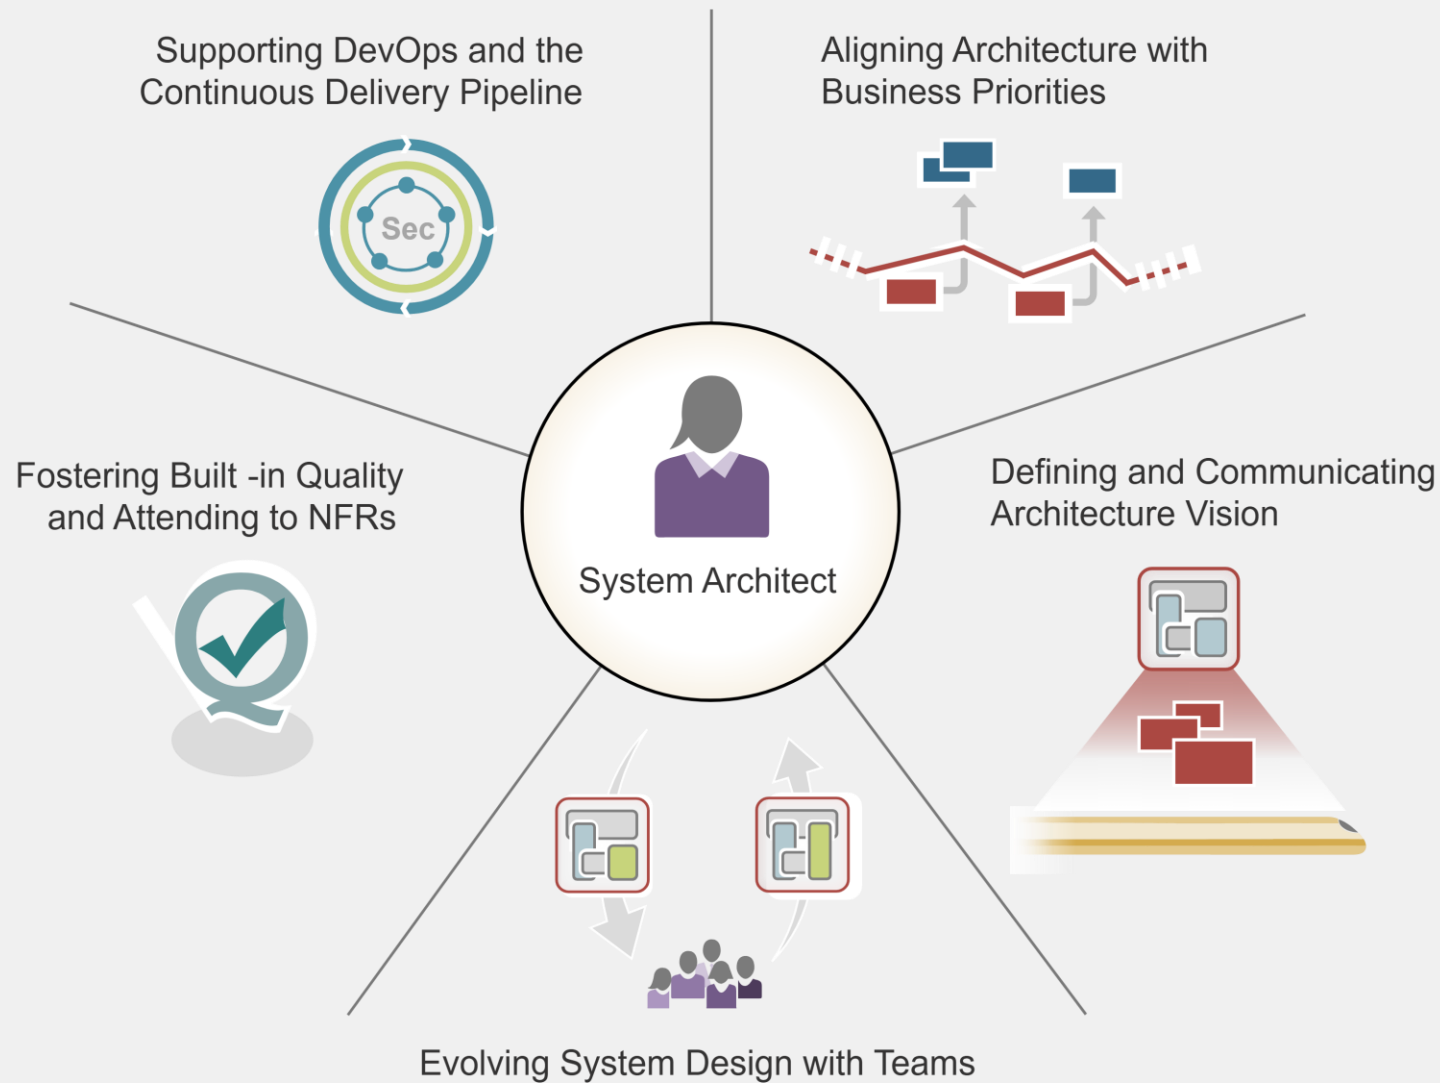 Supporting DevOps and the
Continuous Delivery Pipeline
Sec
Aligning Architecture with
Business Priorities
System Architect
Fostering Built -in Quality
and Attending to NFRs
Defining and Communicating
Architecture Vision
Evolving System Design with Teams